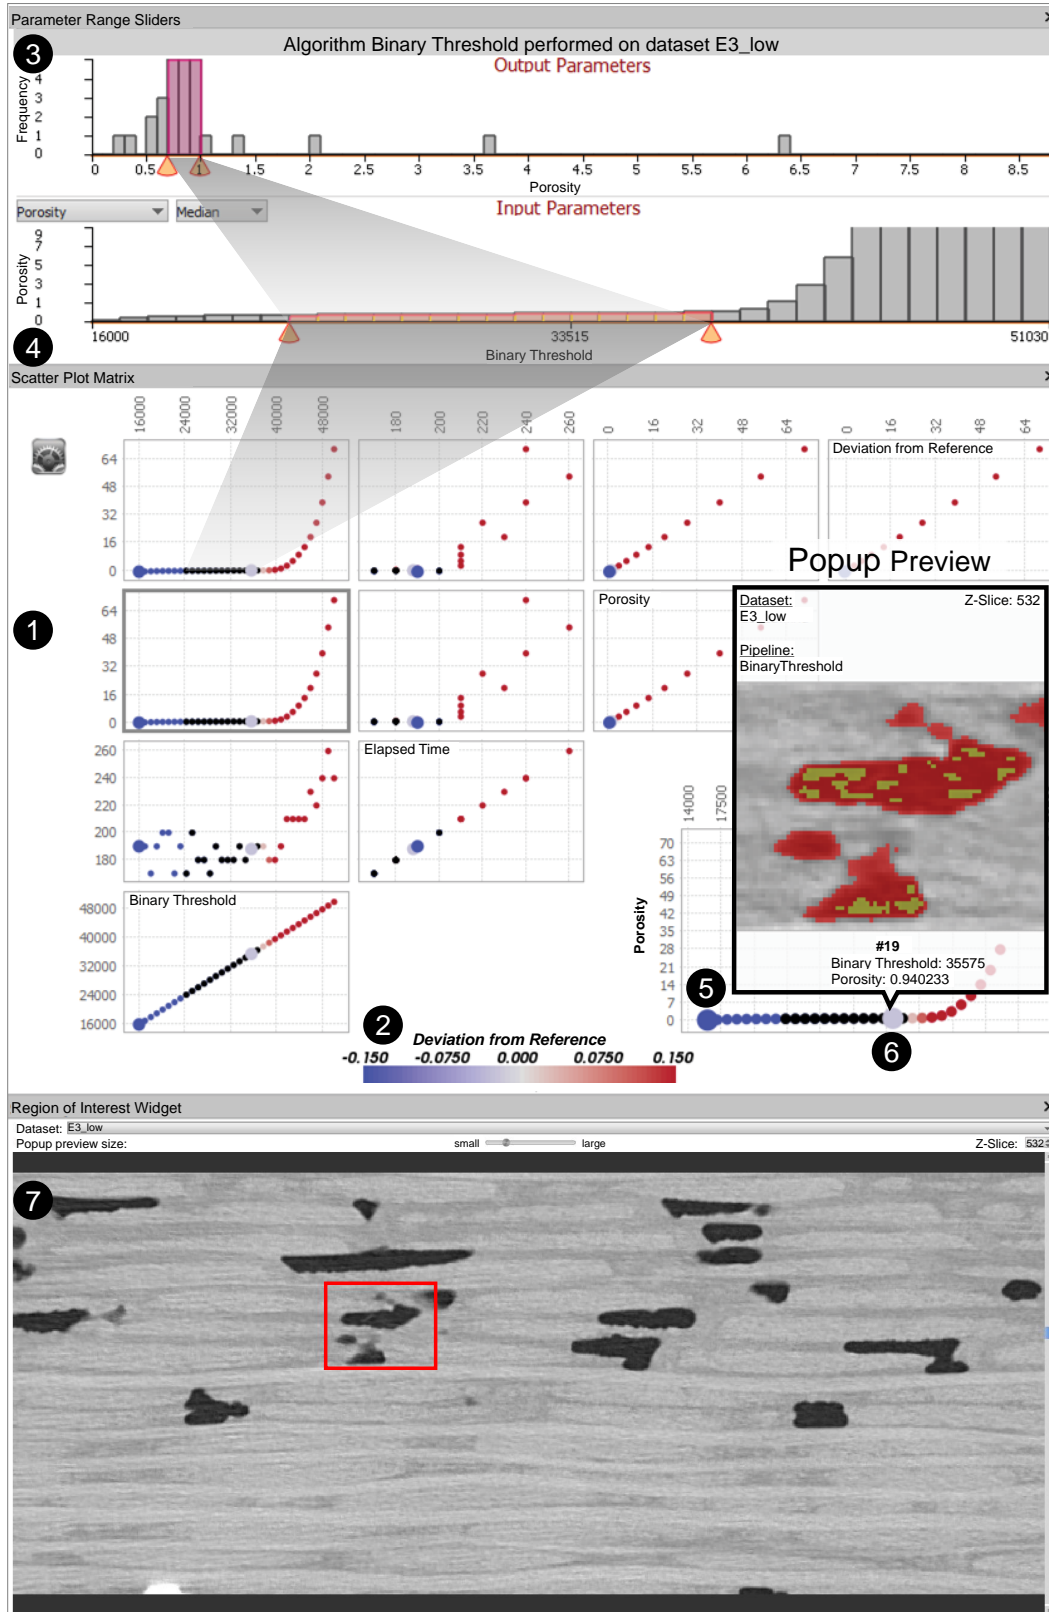 Parameter Range Sliders
Algorithm Binary Threshold performed on dataset E3_low
3
Output Parameters
Frequency
4
3
2
1
0
0 0.5 1 1.5 2 2.5 3 3.5 4 4.5 5 5.5 6 6.5 7 7.5 8 8.5
Porosity
Porosity Median
Input Parameters
Porosity
9
7
5
3
1
0
16000 33515 51030
Binary Threshold
4
Scatter Plot Matrix
16000 24000 32000 40000 48000 180 200 220 240 260 0 16 32 48 64 0 16 32 48 64
Deviation from Reference
64
48
32
16
0
Popup Preview
1
Porosity
64
48
32
16
0
Dataset: Z-Slice: 532
E3_low
Pipeline:
BinaryThreshold
Elapsed Time
260
240
220
200
180
14000 17500
70
63
56
49
42
35
28
21
14
7
0
Porosity
#19
Binary Threshold: 35575
Porosity: 0.940233
Binary Threshold
48000
40000
32000
24000
16000
5
6
2
Deviation from Reference
-0.150 -0.0750 0.000 0.0750 0.150
Region of Interest Widget
Dataset: E3_low
Popup preview size: small large Z-Slice: 532
7